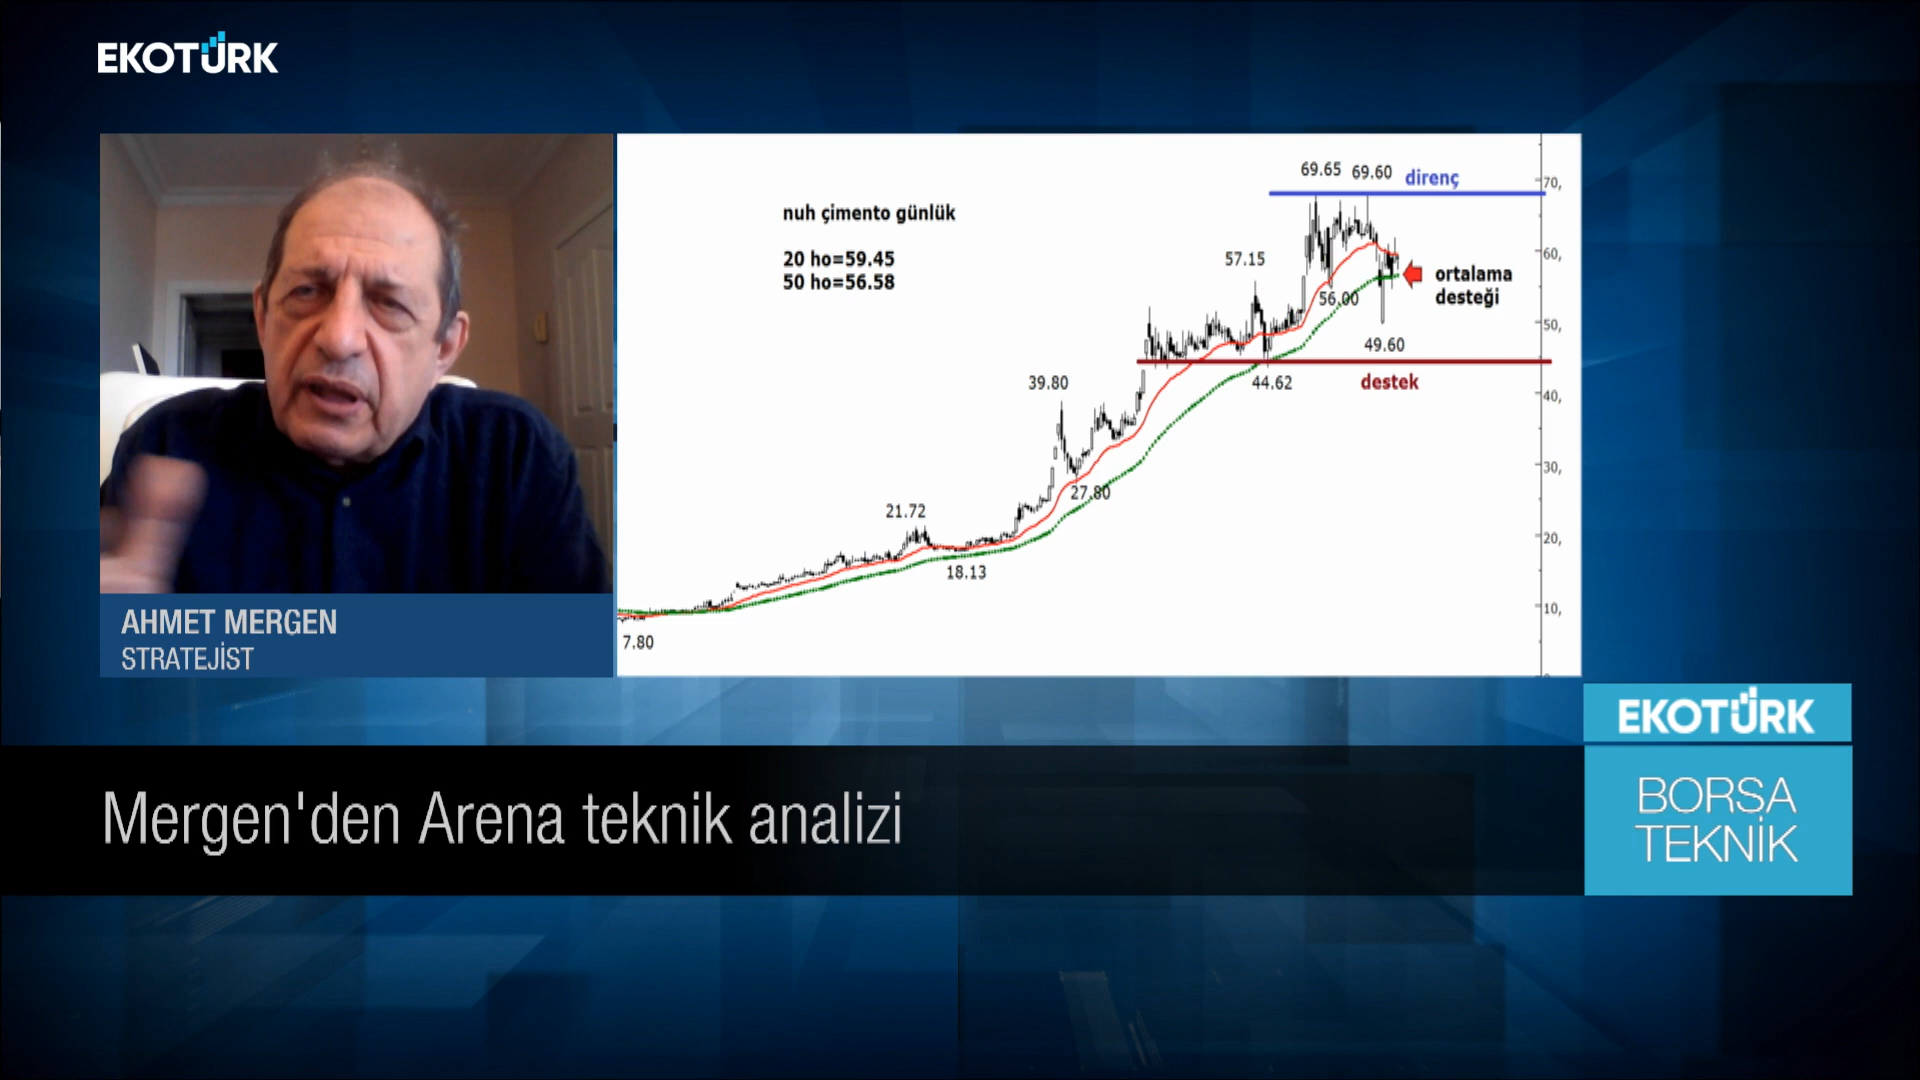 EKOTÜRK
69.65 69.60 direnç
70,
nuh çimento günlük
20 ho=59.45
50 ho=56.58
57.15
60,
ortalama
desteği
56.00
50,
49.60
39.80
44.62
destek
40,
30,
27.80
21.72
20,
18.13
10,
7.80
AHMET MERGEN
STRATEJİST
EKOTÜRK
Mergen'den Arena teknik analizi
BORSA
TEKNİK